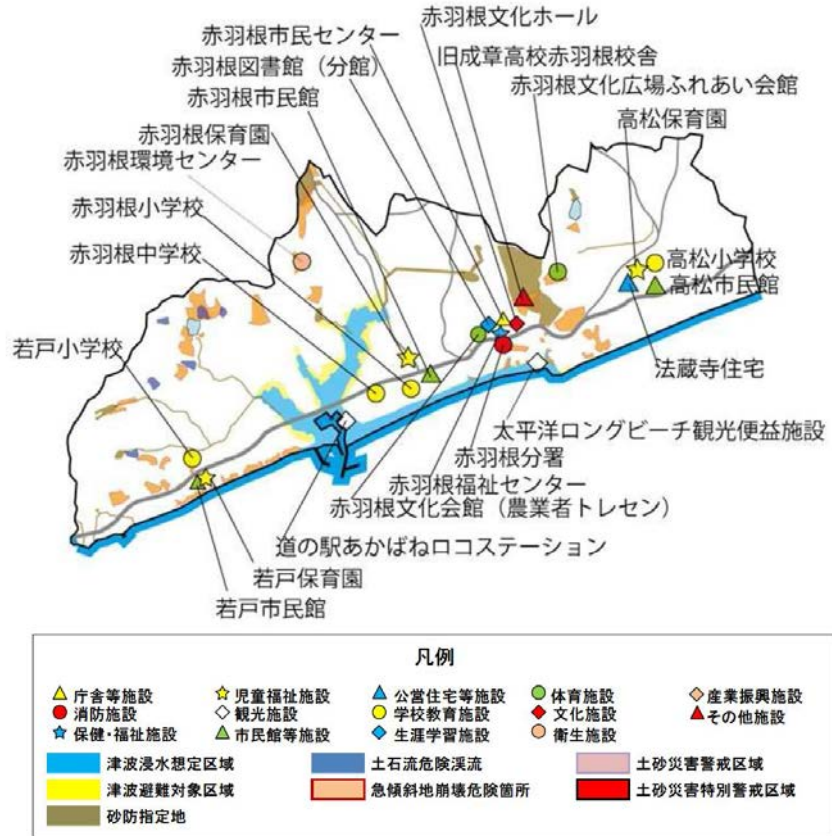 赤羽根文化ホール
赤羽根市民センター
旧成章高校赤羽根校舎
赤羽根図書館（分館）
赤羽根文化広場ふれあい会館
赤羽根市民館
高松保育園
赤羽根保育園
赤羽根環境センター
赤羽根小学校
赤羽根中学校
高松小学校
高松市民館
若戸小学校
法蔵寺住宅
太平洋ロングビーチ観光便益施設
赤羽根分署
赤羽根福祉センター
赤羽根文化会館（農業者トレセン）
道の駅あかばねロコステーション
若戸保育園
若戸市民館
凡例
庁舎等施設 児童福祉施設 公営住宅等施設 体育施設 産業振興施設
消防施設 観光施設 学校教育施設 文化施設 その他施設
保健・福祉施設 市民館等施設 生涯学習施設 衛生施設
津波浸水想定区域 土石流危険渓流 土砂災害警戒区域
津波避難対象区域 急傾斜地崩壊危険箇所 土砂災害特別警戒区域
砂防指定地